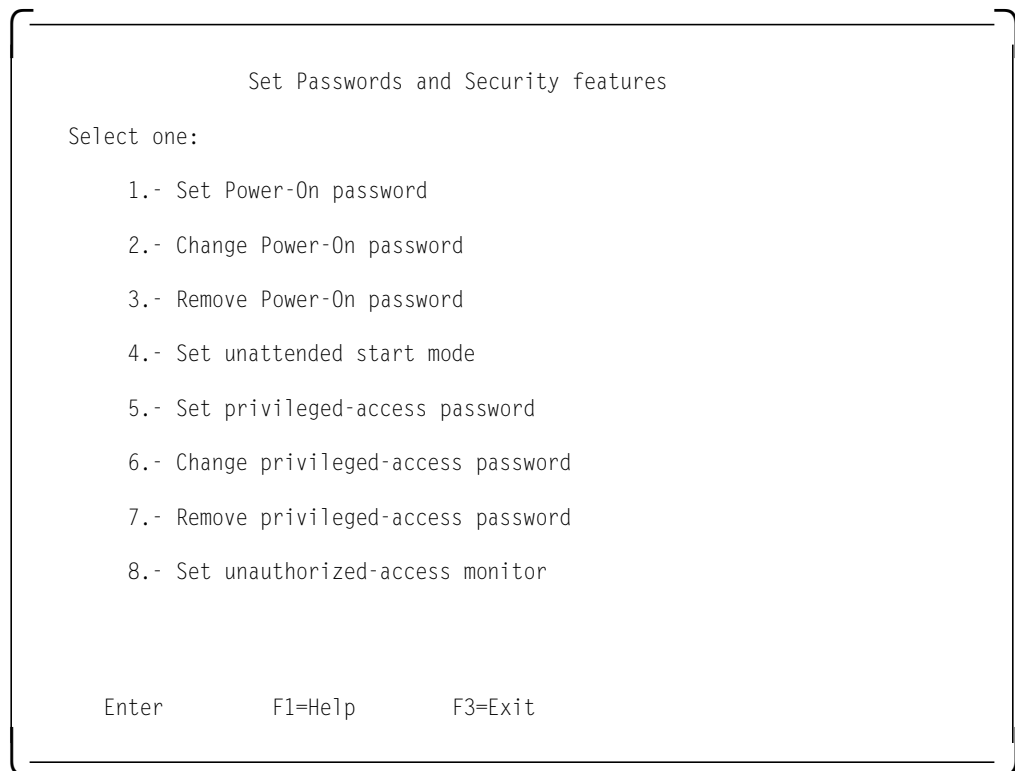 Set Passwords and Security features
Select one:
1.- Set Power-On password
2.- Change Power-On password
3.- Remove Power-On password
4.- Set unattended start mode
5.- Set privileged-access password
6.- Change privileged-access password
7.- Remove privileged-access password
8.- Set unauthorized-access monitor
Enter F1=Help F3=Exit